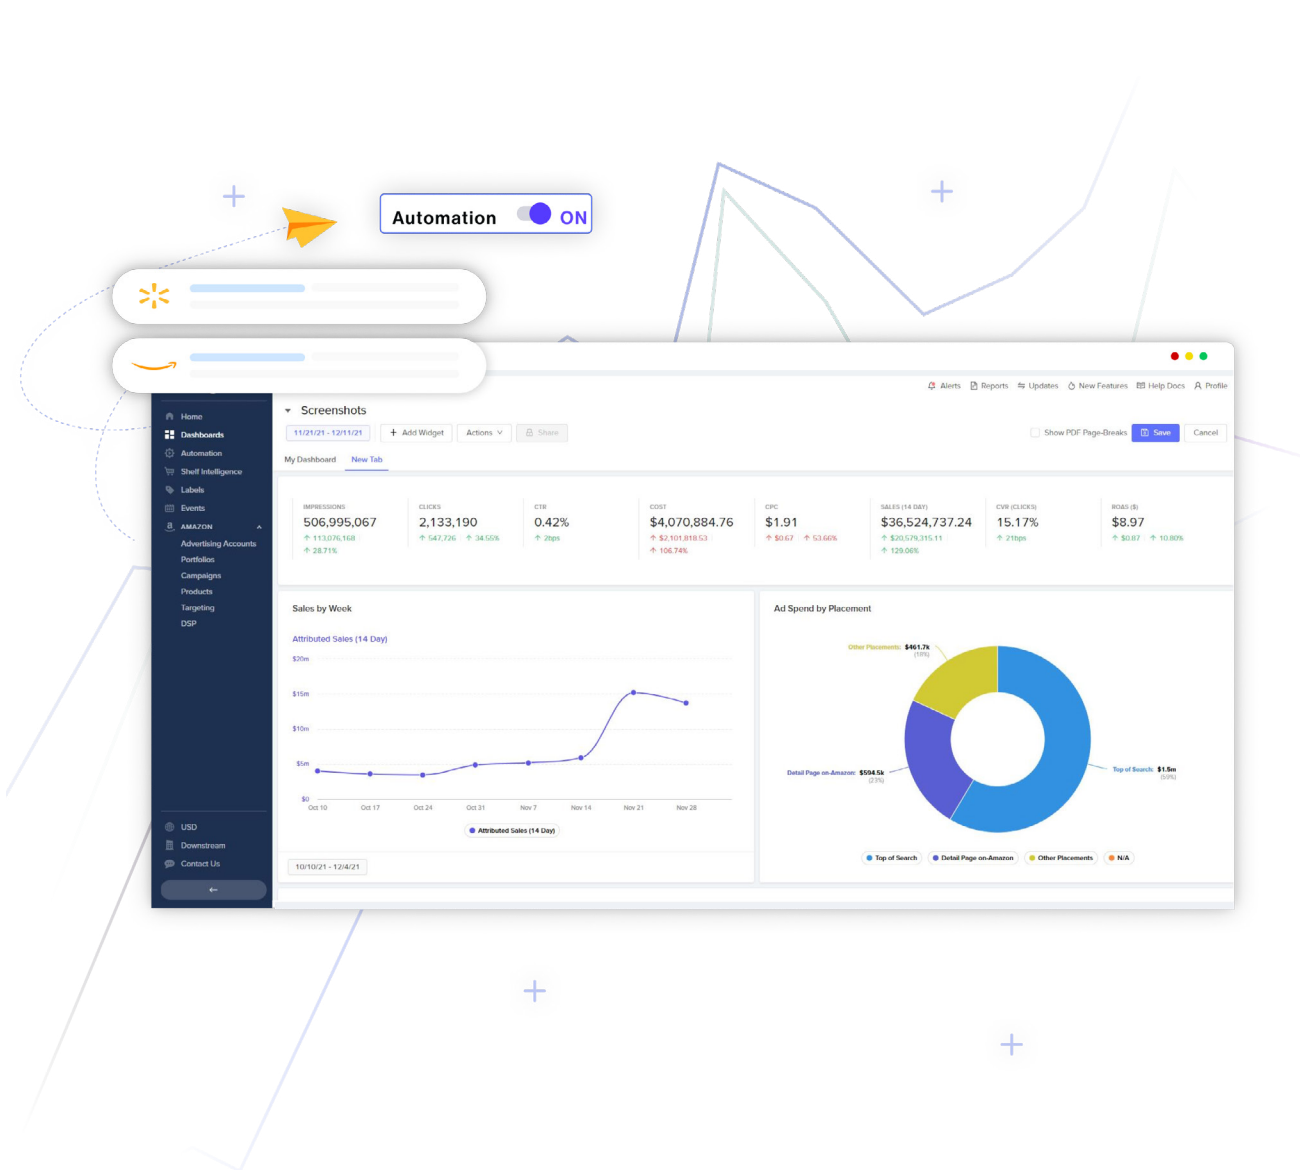 Automation ON
Alerts Reports Updates New Features Help Docs Profile
Home
Dashboards
Automation
Shelf Intelligence
Labels
Events
AMAZON
Advertising Accounts
Portfolios
Campaigns
Products
Targeting
DSP
USD
Downstream
Contact Us
Screenshots
11/21/21 - 12/11/21 + Add Widget Actions Share Show PDF Page-Breaks Save Cancel
My Dashboard New Tab
IMPRESSIONS
506,995,067
↑ 113,076,168
↑ 28.71%
CLICKS
2,133,190
↑ 547,726 ↑ 34.55%
CTR
0.42%
↑ 2bps
COST
$4,070,884.76
↑ $2,101,818.53
↑ 106.74%
CPC
$1.91
↑ $0.67 ↑ 53.66%
SALES (14 DAY)
$36,524,737.24
↑ $20,579,315.11
↑ 129.06%
CVR (CLICKS)
15.17%
↑ 21bps
ROAS ($)
$8.97
↑ $0.87 ↑ 10.80%
Sales by Week
Attributed Sales (14 Day)
$20m
$15m
$10m
$5m
$0
Oct 10 Oct 17 Oct 24 Oct 31 Nov 7 Nov 14 Nov 21 Nov 28
Attributed Sales (14 Day)
10/10/21 - 12/4/21
Ad Spend by Placement
Other Placements: $461.7k
(18%)
Detail Page on-Amazon: $594.5k
(23%)
Top of Search: $1.5m
(59%)
Top of Search Detail Page on-Amazon Other Placements N/A